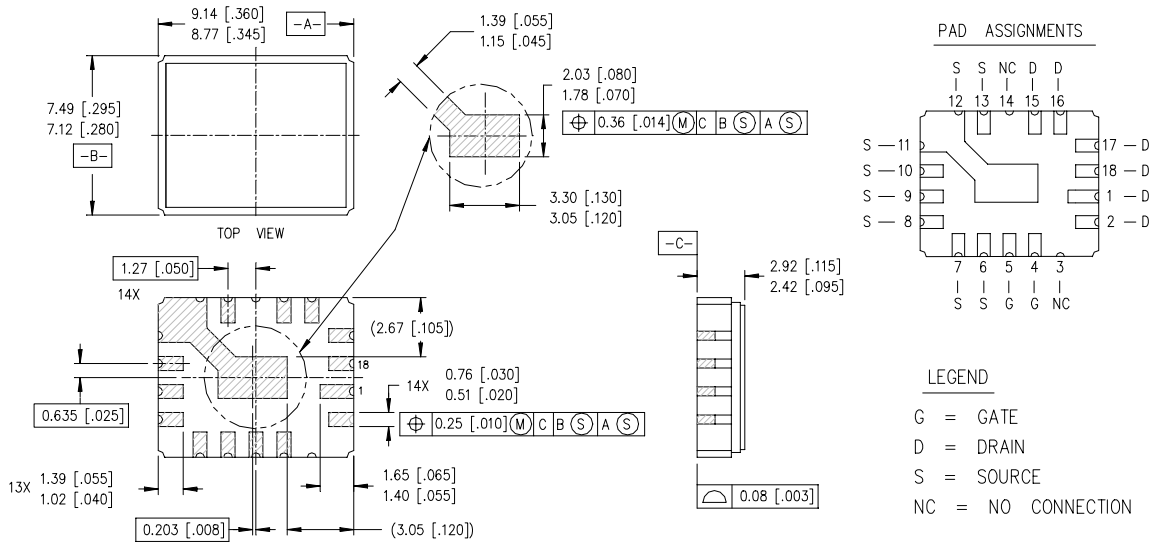 9.14 [.360]
8.77 [.345]
-A-
7.49 [.295]
7.12 [.280]
-B-
TOP VIEW
1.39 [.055]
1.15 [.045]
2.03 [.080]
1.78 [.070]
⌖ 0.36 [.014] Ⓜ C B Ⓢ A Ⓢ
3.30 [.130]
3.05 [.120]
1.27 [.050]
14X
(2.67 [.105])
18
1
0.635 [.025]
14X 0.76 [.030]
0.51 [.020]
⌖ 0.25 [.010] Ⓜ C B Ⓢ A Ⓢ
13X 1.39 [.055]
1.02 [.040]
1.65 [.065]
1.40 [.055]
0.203 [.008]
(3.05 [.120])
-C-
2.92 [.115]
2.42 [.095]
⌓ 0.08 [.003]
PAD ASSIGNMENTS
S S NC D D
12 13 14 15 16
S — 11
S — 10
S — 9
S — 8
17 — D
18 — D
1 — D
2 — D
7 6 5 4 3
S S G G NC
LEGEND
G = GATE
D = DRAIN
S = SOURCE
NC = NO CONNECTION